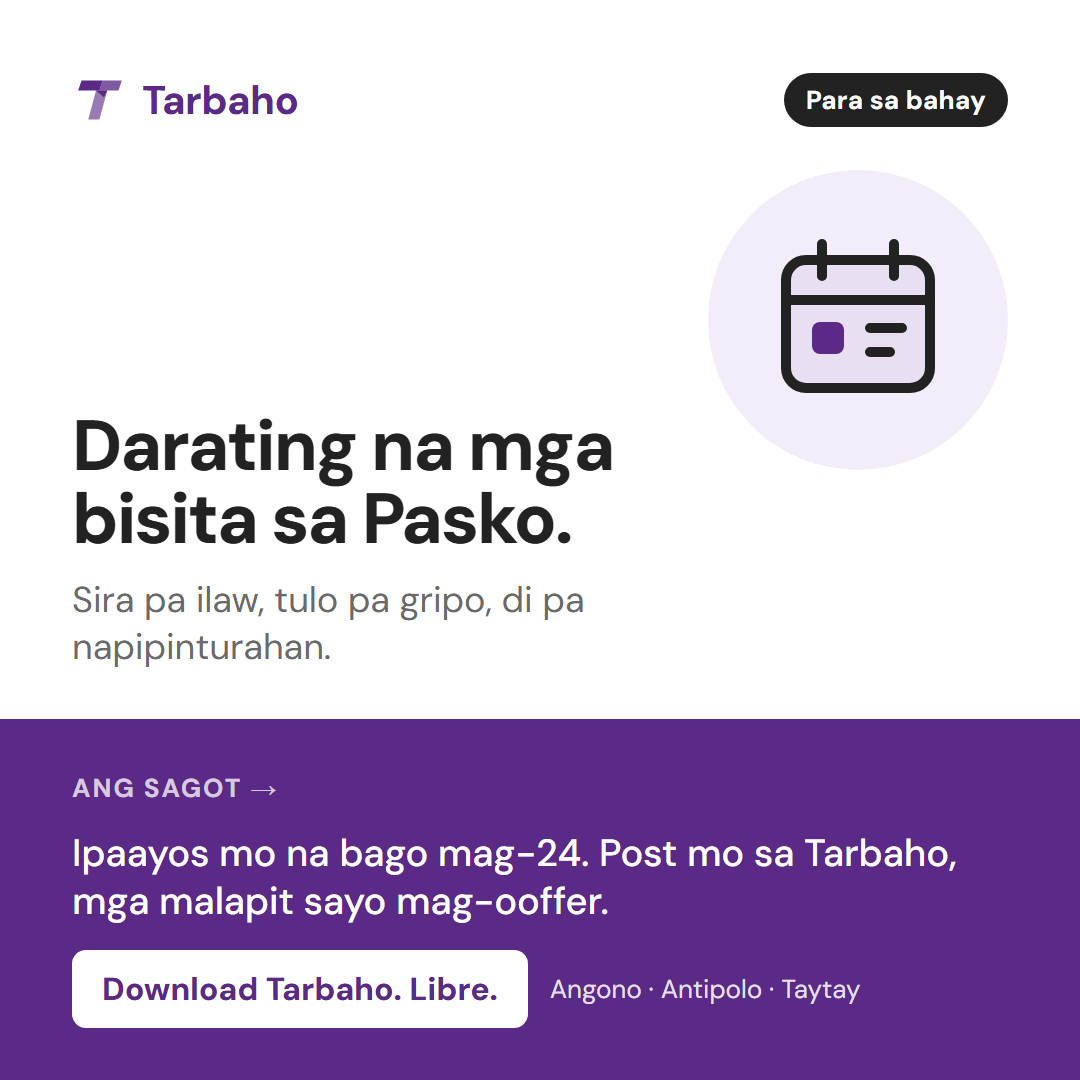 Tarbaho
Para sa bahay
Darating na mga
bisita sa Pasko.
Sira pa ilaw, tulo pa gripo, di pa
napipinturahan.
ANG SAGOT →
Ipaayos mo na bago mag-24. Post mo sa Tarbaho,
mga malapit sayo mag-ooffer.
Download Tarbaho. Libre.
Angono · Antipolo · Taytay